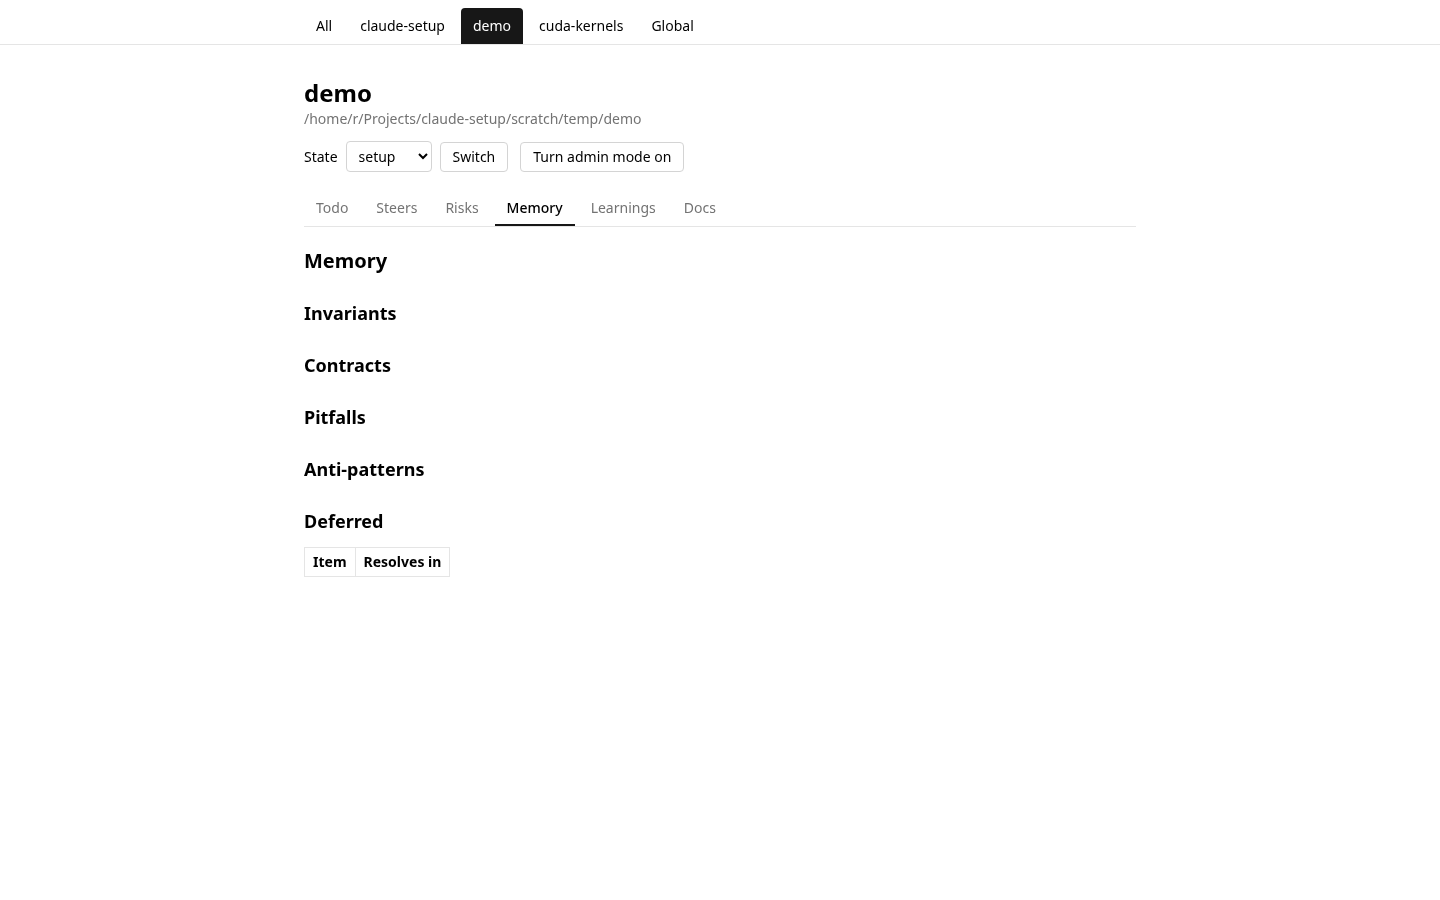 All claude-setup demo cuda-kernels Global
demo
/home/r/Projects/claude-setup/scratch/temp/demo
State setup Switch Turn admin mode on
Todo Steers Risks Memory Learnings Docs
Memory
Invariants
Contracts
Pitfalls
Anti-patterns
Deferred
Item Resolves in